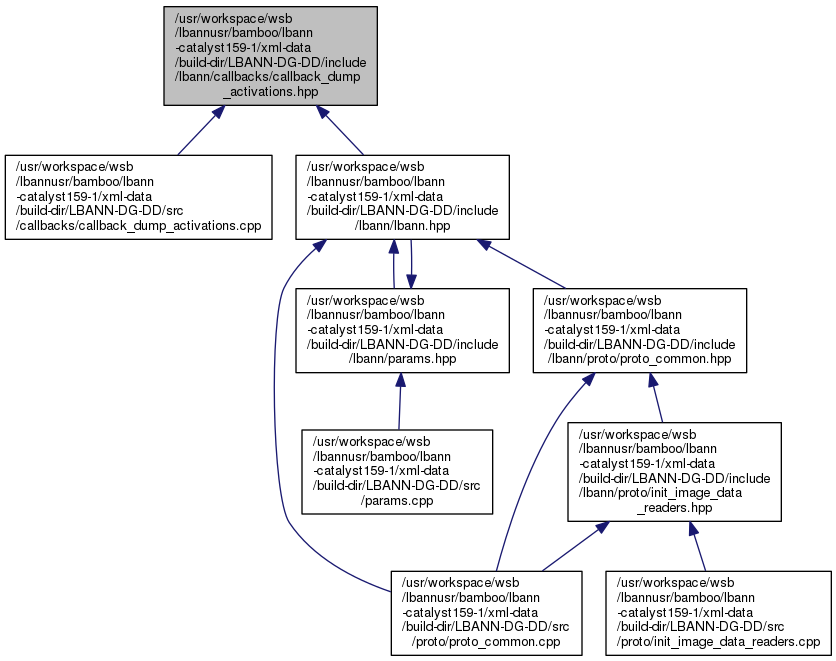 /usr/workspace/wsb
/lbannusr/bamboo/lbann
-catalyst159-1/xml-data
/build-dir/LBANN-DG-DD/include
/lbann/callbacks/callback_dump
_activations.hpp
/usr/workspace/wsb
/lbannusr/bamboo/lbann
-catalyst159-1/xml-data
/build-dir/LBANN-DG-DD/src
/callbacks/callback_dump_activations.cpp
/usr/workspace/wsb
/lbannusr/bamboo/lbann
-catalyst159-1/xml-data
/build-dir/LBANN-DG-DD/include
/lbann/lbann.hpp
/usr/workspace/wsb
/lbannusr/bamboo/lbann
-catalyst159-1/xml-data
/build-dir/LBANN-DG-DD/include
/lbann/params.hpp
/usr/workspace/wsb
/lbannusr/bamboo/lbann
-catalyst159-1/xml-data
/build-dir/LBANN-DG-DD/include
/lbann/proto/proto_common.hpp
/usr/workspace/wsb
/lbannusr/bamboo/lbann
-catalyst159-1/xml-data
/build-dir/LBANN-DG-DD/src
/params.cpp
/usr/workspace/wsb
/lbannusr/bamboo/lbann
-catalyst159-1/xml-data
/build-dir/LBANN-DG-DD/include
/lbann/proto/init_image_data
_readers.hpp
/usr/workspace/wsb
/lbannusr/bamboo/lbann
-catalyst159-1/xml-data
/build-dir/LBANN-DG-DD/src
/proto/proto_common.cpp
/usr/workspace/wsb
/lbannusr/bamboo/lbann
-catalyst159-1/xml-data
/build-dir/LBANN-DG-DD/src
/proto/init_image_data_readers.cpp